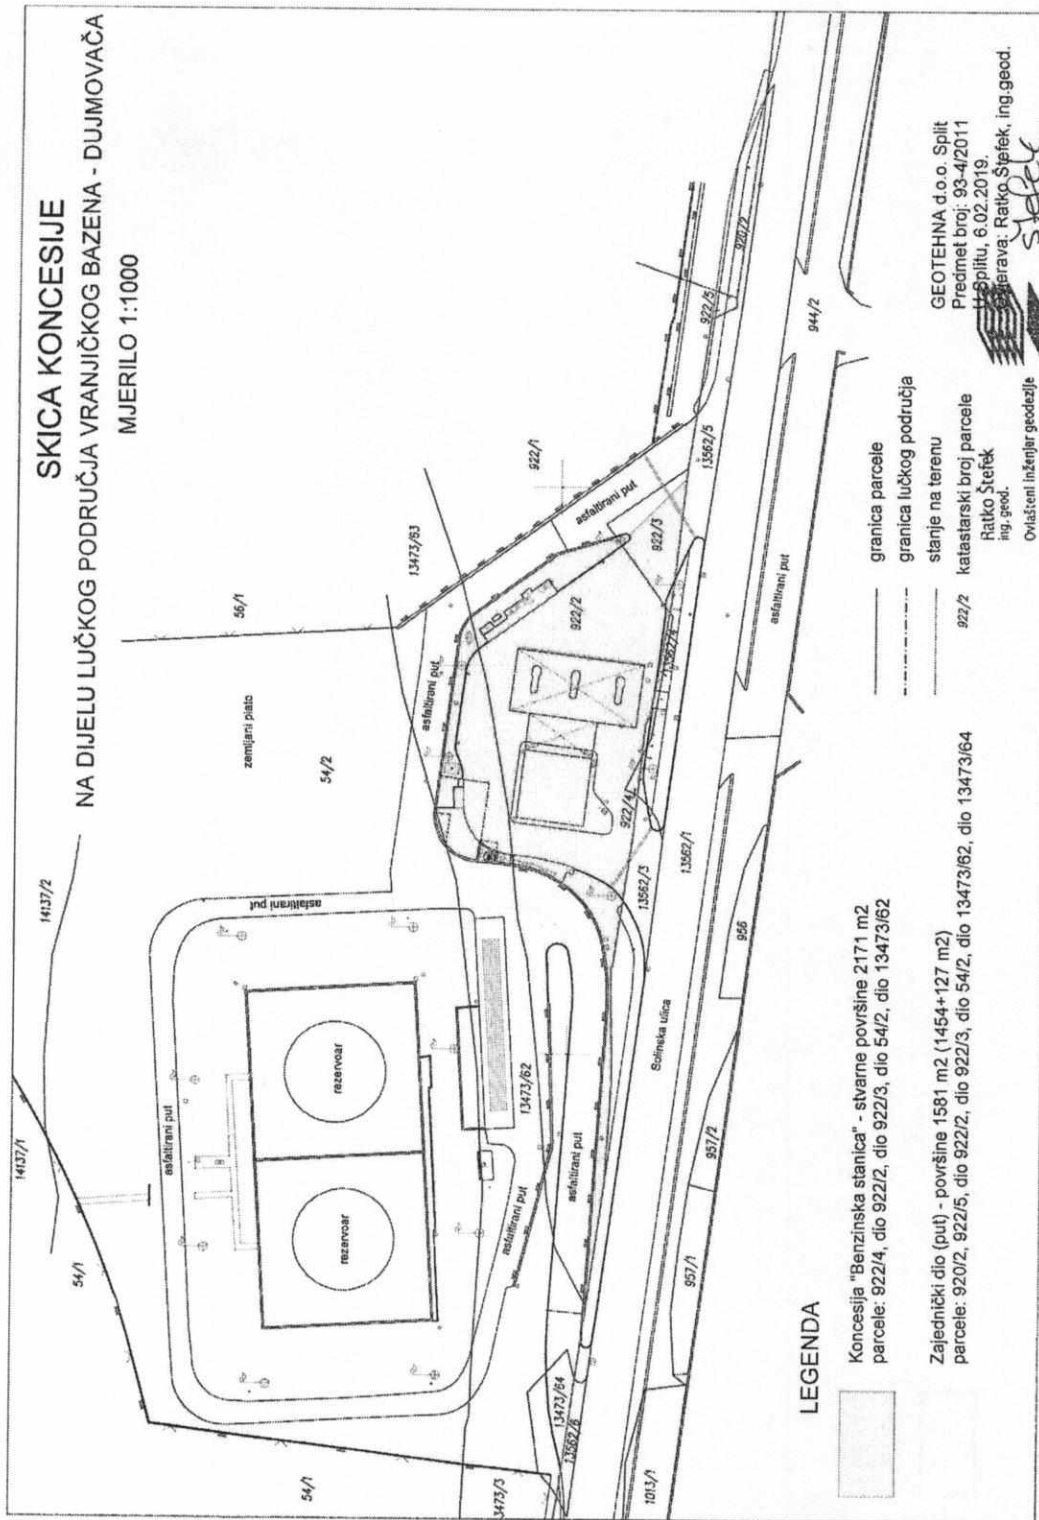 SKICA KONCESIJE
NA DIJELU LUČKOG PODRUČJA VRANJIČKOG BAZENA - DUJMOVAČA
MJERILO 1:1000
14137/1
14137/2
54/1
54/1
56/1
zemljani plato
54/2
asfaltirani put
asfaltirani put
rezervoar
rezervoar
13473/63
922/1
asfaltirani put
asfaltirani put
922/2
922/3
13562/4
922/4
13473/62
asfaltirani put
asfaltirani put
13562/3
13562/1
13562/5
922/5
920/2
944/2
Solinska ulica
asfaltirani put
956
957/2
957/1
1013/1
13473/64
13562/6
3473/3
LEGENDA
Koncesija "Benzinska stanica" - stvarne površine 2171 m2
parcele: 922/4, dio 922/2, dio 922/3, dio 54/2, dio 13473/62
Zajednički dio (put) - površine 1581 m2 (1454+127 m2)
parcele: 920/2, 922/5, dio 922/2, dio 922/3, dio 54/2, dio 13473/62, dio 13473/64
granica parcele
granica lučkog područja
stanje na terenu
922/2 katastarski broj parcele
Ratko Štefek
ing. geod.
Ovlašteni inženjer geodezije
GEOTEHNA d.o.o. Split
Predmet broj: 93-4/2011
U Splitu, 6.02.2019.
Ovjerava: Ratko Štefek, ing.geod.
Štefek